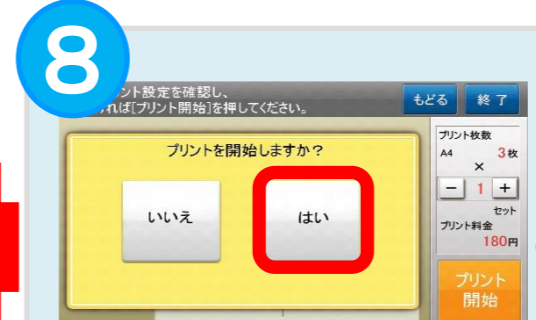 8
ント設定を確認し、
れば[プリント開始]を押してください。
もどる
終了
プリントを開始しますか？
いいえ
はい
プリント枚数
A4 3枚
×
− 1 +
セット
プリント料金
180円
プリント
開始